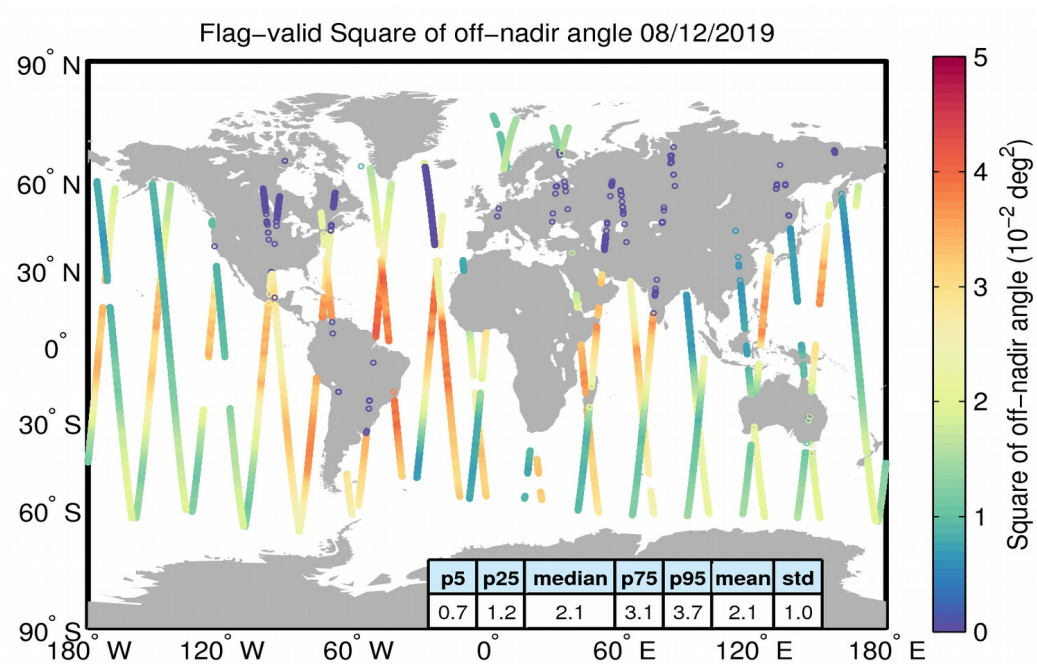 Flag-valid Square of off-nadir angle 08/12/2019
90° N
60° N
30° N
0°
30° S
60° S
90° S
180° W
120° W
60° W
0°
60° E
120° E
180° E
p5 p25 median p75 p95 mean std
0.7 1.2 2.1 3.1 3.7 2.1 1.0
5
4
3
2
1
0
Square of off-nadir angle (10⁻² deg²)